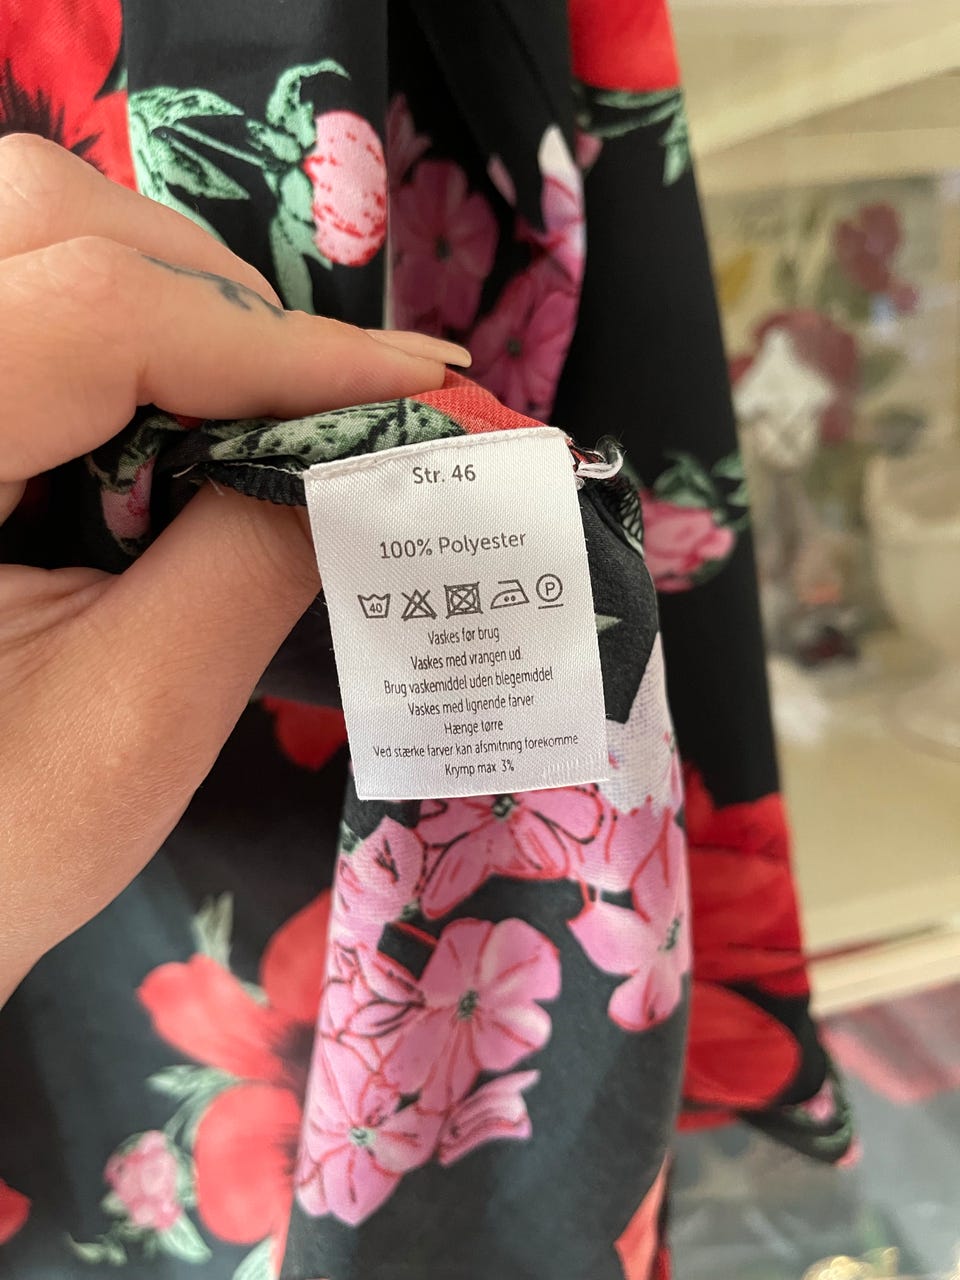 Str. 46
100% Polyester
40 P
Vaskes før brug
Vaskes med vrangen ud.
Brug vaskemiddel uden blegemiddel
Vaskes med lignende farver
Hænge tørre
Ved stærke farver kan afsmitning forekomme
Krymp max 3%